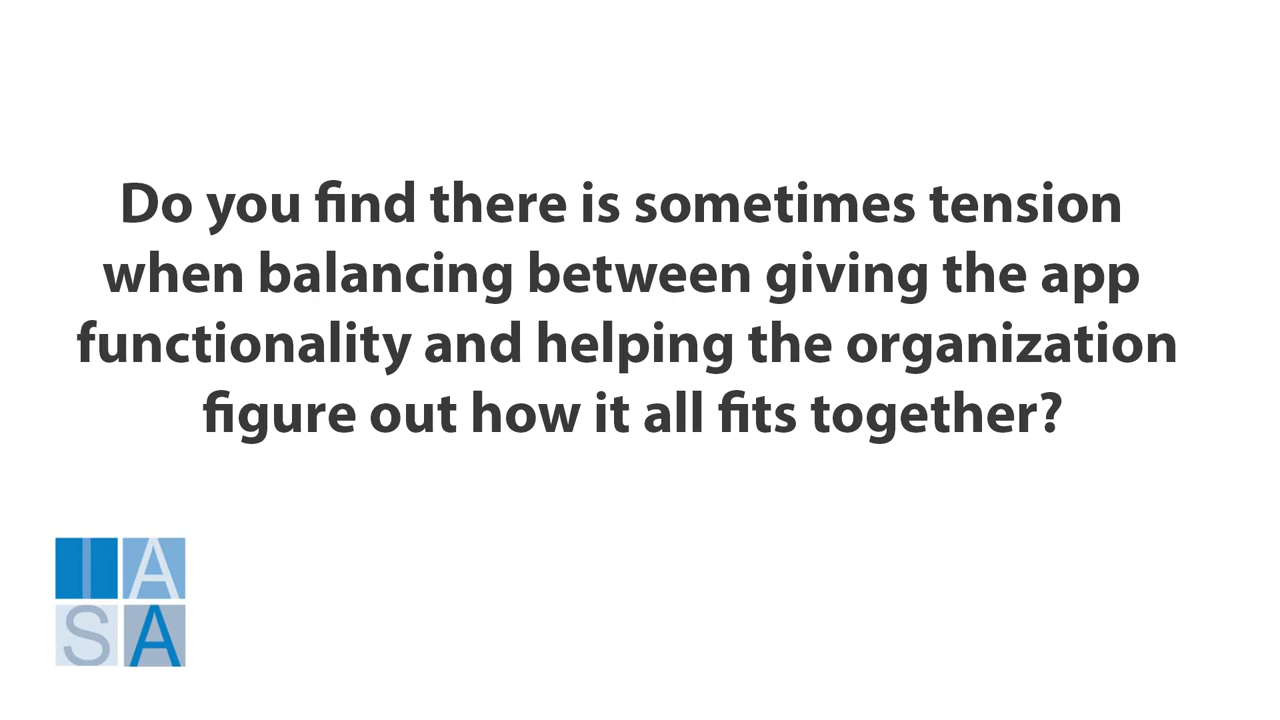 Do you find there is sometimes tension
when balancing between giving the app
functionality and helping the organization
figure out how it all fits together?
IA
SA